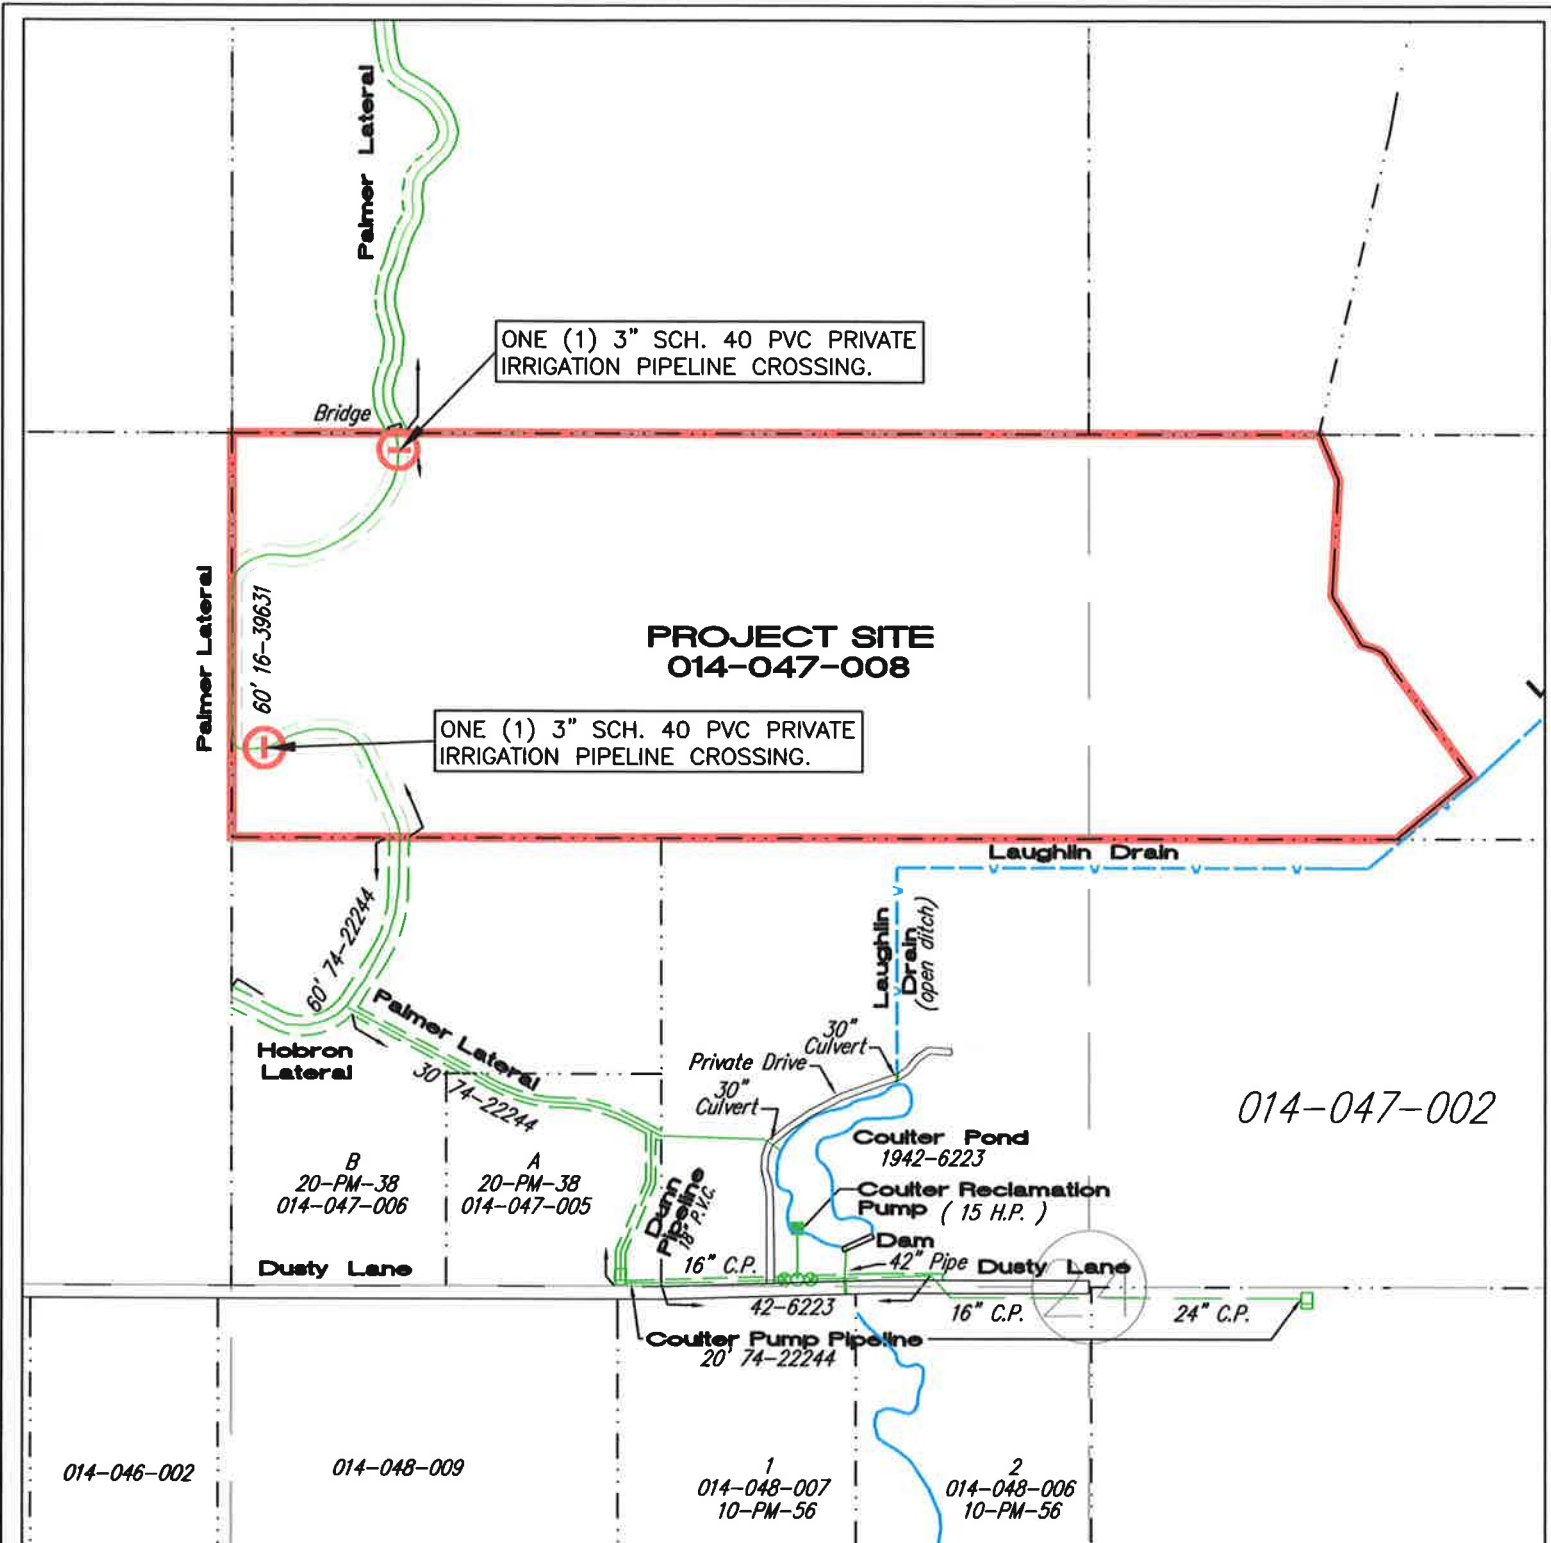 Palmer Lateral
ONE (1) 3" SCH. 40 PVC PRIVATE
IRRIGATION PIPELINE CROSSING.
Bridge
Palmer Lateral
60' 16-39631
PROJECT SITE
014-047-008
ONE (1) 3" SCH. 40 PVC PRIVATE
IRRIGATION PIPELINE CROSSING.
Laughlin Drain
Laughlin
Drain
(open ditch)
60' 74-22244
Palmer Lateral
30' 74-22244
Hobron
Lateral
30"
Culvert
Private Drive
30"
Culvert
014-047-002
Coulter Pond
1942-6223
B
20-PM-38
014-047-006
A
20-PM-38
014-047-005
Dunn
Pipeline
18" P.V.C.
Coulter Reclamation
Pump ( 15 H.P. )
Dam
42" Pipe
Dusty Lane
16" C.P.
Dusty Lane
24
42-6223
16" C.P.
24" C.P.
Coulter Pump Pipeline
20' 74-22244
014-046-002
014-048-009
1
014-048-007
10-PM-56
2
014-048-006
10-PM-56